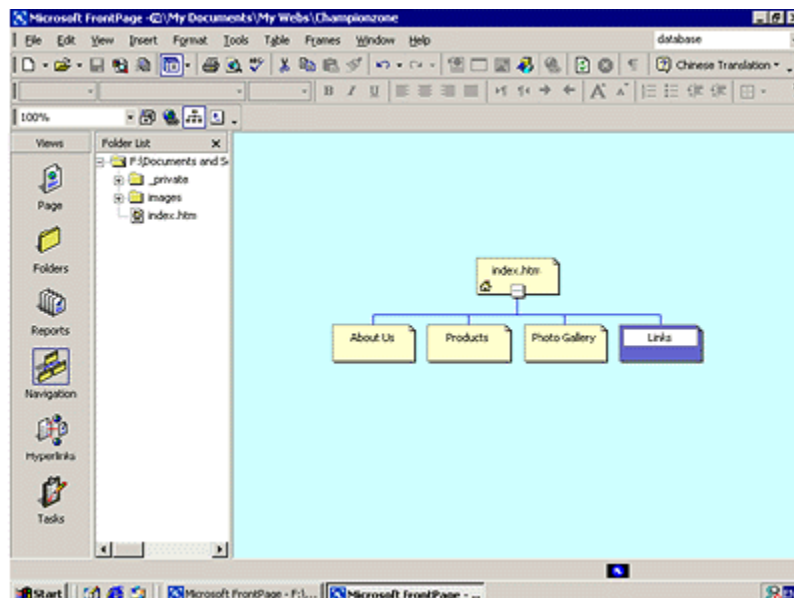 Microsoft FrontPage -F:\My Documents\My Webs\Championzone
File Edit View Insert Format Tools Table Frames Window Help database
Chinese Translation
B I U
100%
Views
Folder List
F:\Documents and S
_private
images
index.htm
Page
Folders
Reports
Navigation
Hyperlinks
Tasks
index.htm
About Us Products Photo Gallery Links
Start Microsoft FrontPage - F:\... Microsoft FrontPage - ...